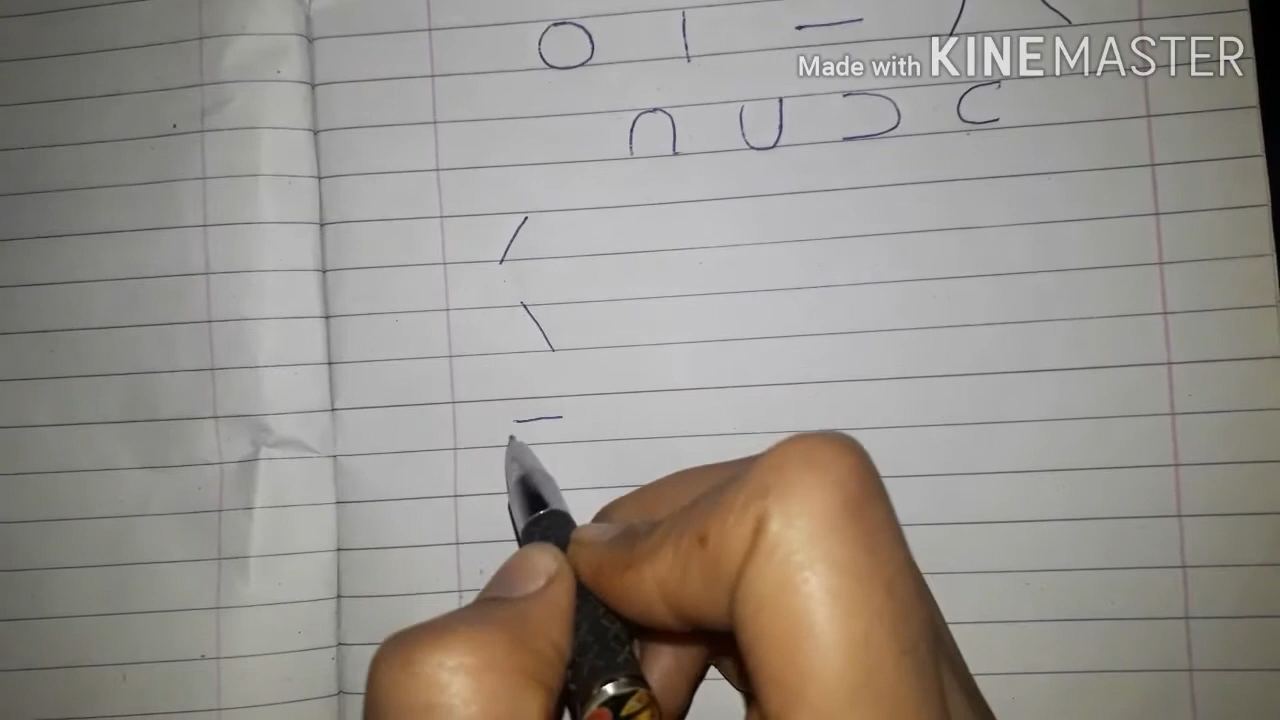 O | — / \
Made with KINEMASTER
∩ U ⊃ C
/
\
—